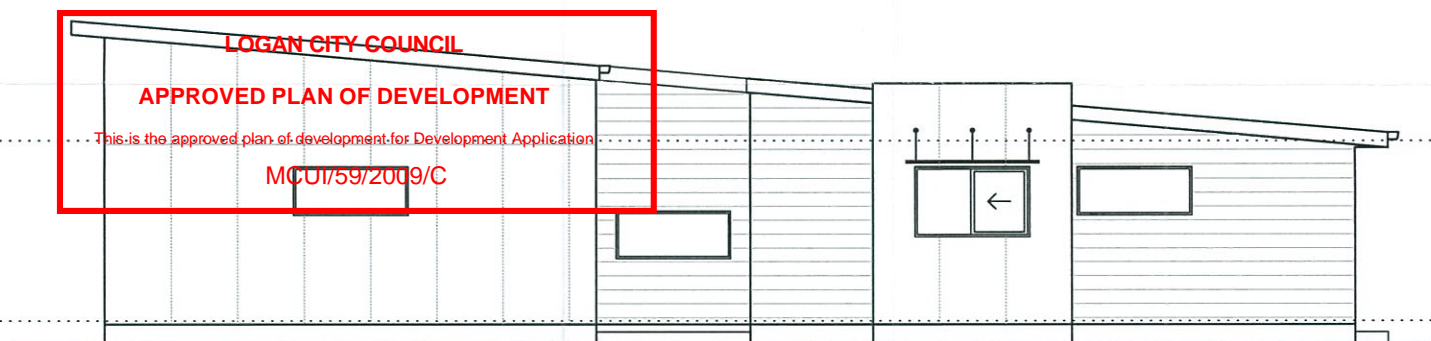 LOGAN CITY COUNCIL
APPROVED PLAN OF DEVELOPMENT
This is the approved plan of development for Development Application
MCUI/59/2009/C